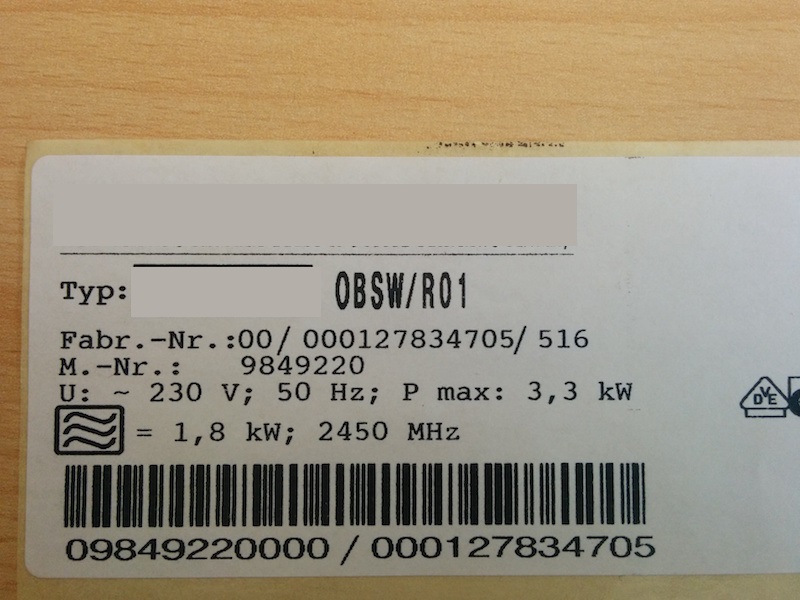 Typ: OBSW/R01
Fabr.-Nr.:00/ 000127834705/ 516
M.-Nr.: 9849220
U: ~ 230 V; 50 Hz; P max: 3,3 kW
= 1,8 kW; 2450 MHz
DVE
09849220000 / 000127834705